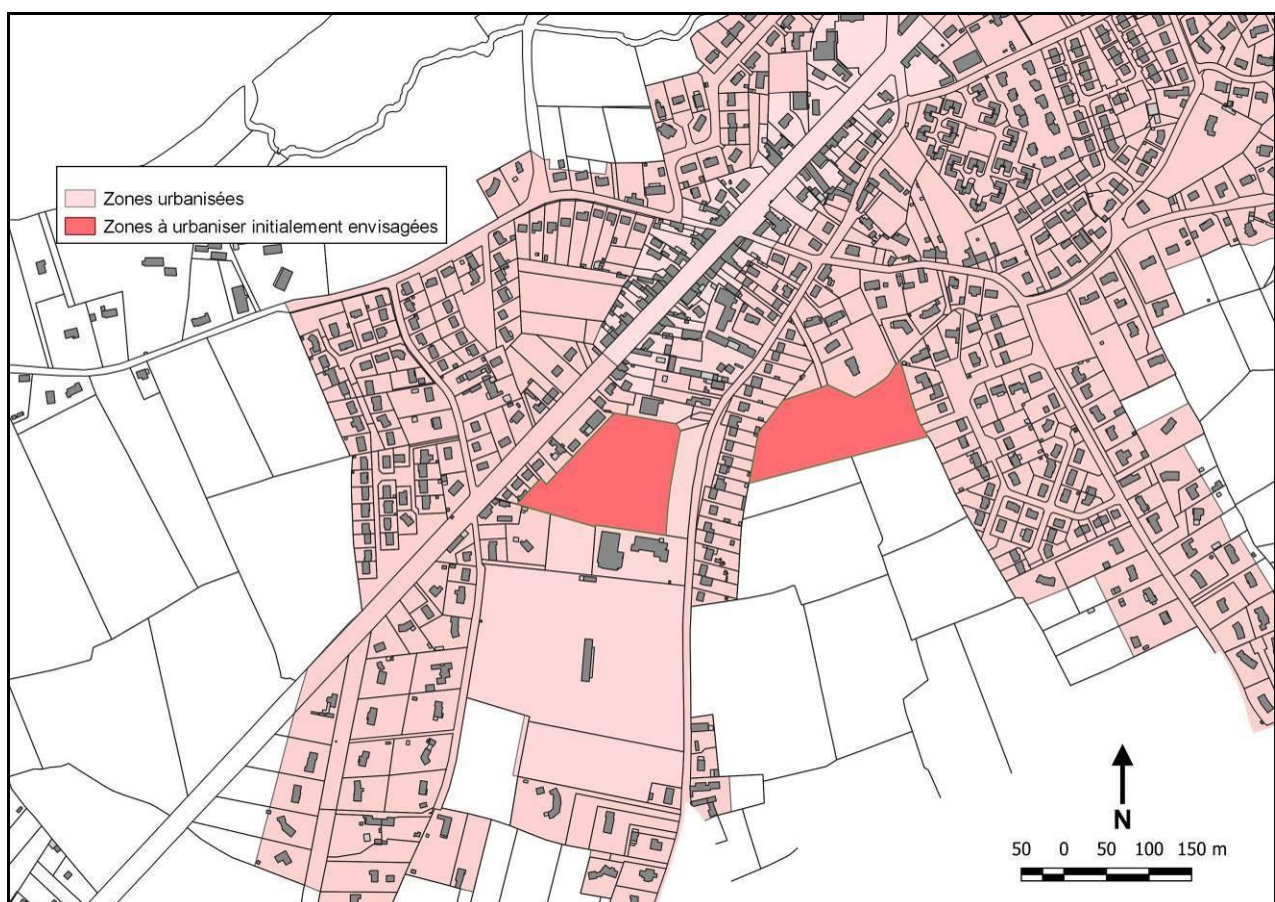 Zones urbanisées
Zones à urbaniser initialement envisagées
N
50 0 50 100 150 m